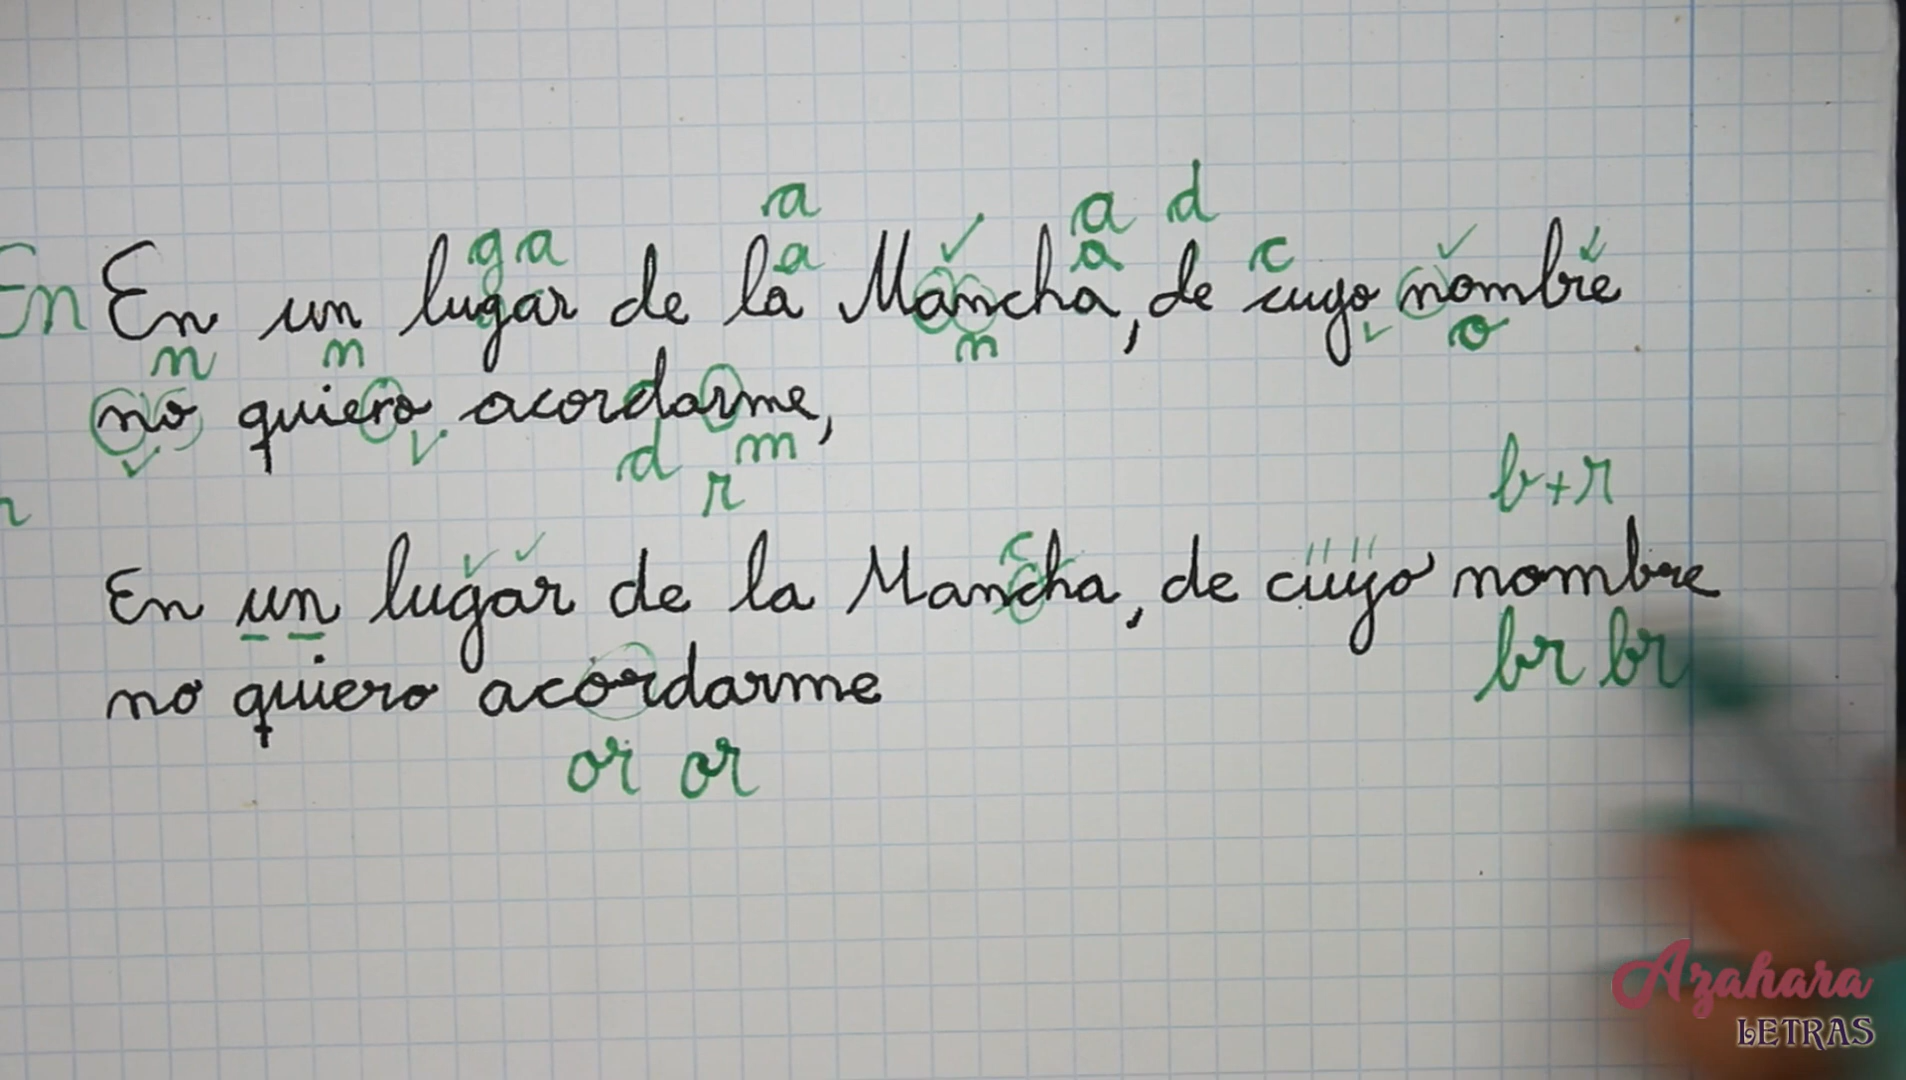 a a d
ga a c
En En un lugar de la Mancha, de cuyo nombre
n n n o
no quiero acordarme,
d r m b+r
r
c
En un lugar de la Mancha, de cuyo nombre
br br
no quiero acordarme
or or
Azahara
LETRAS